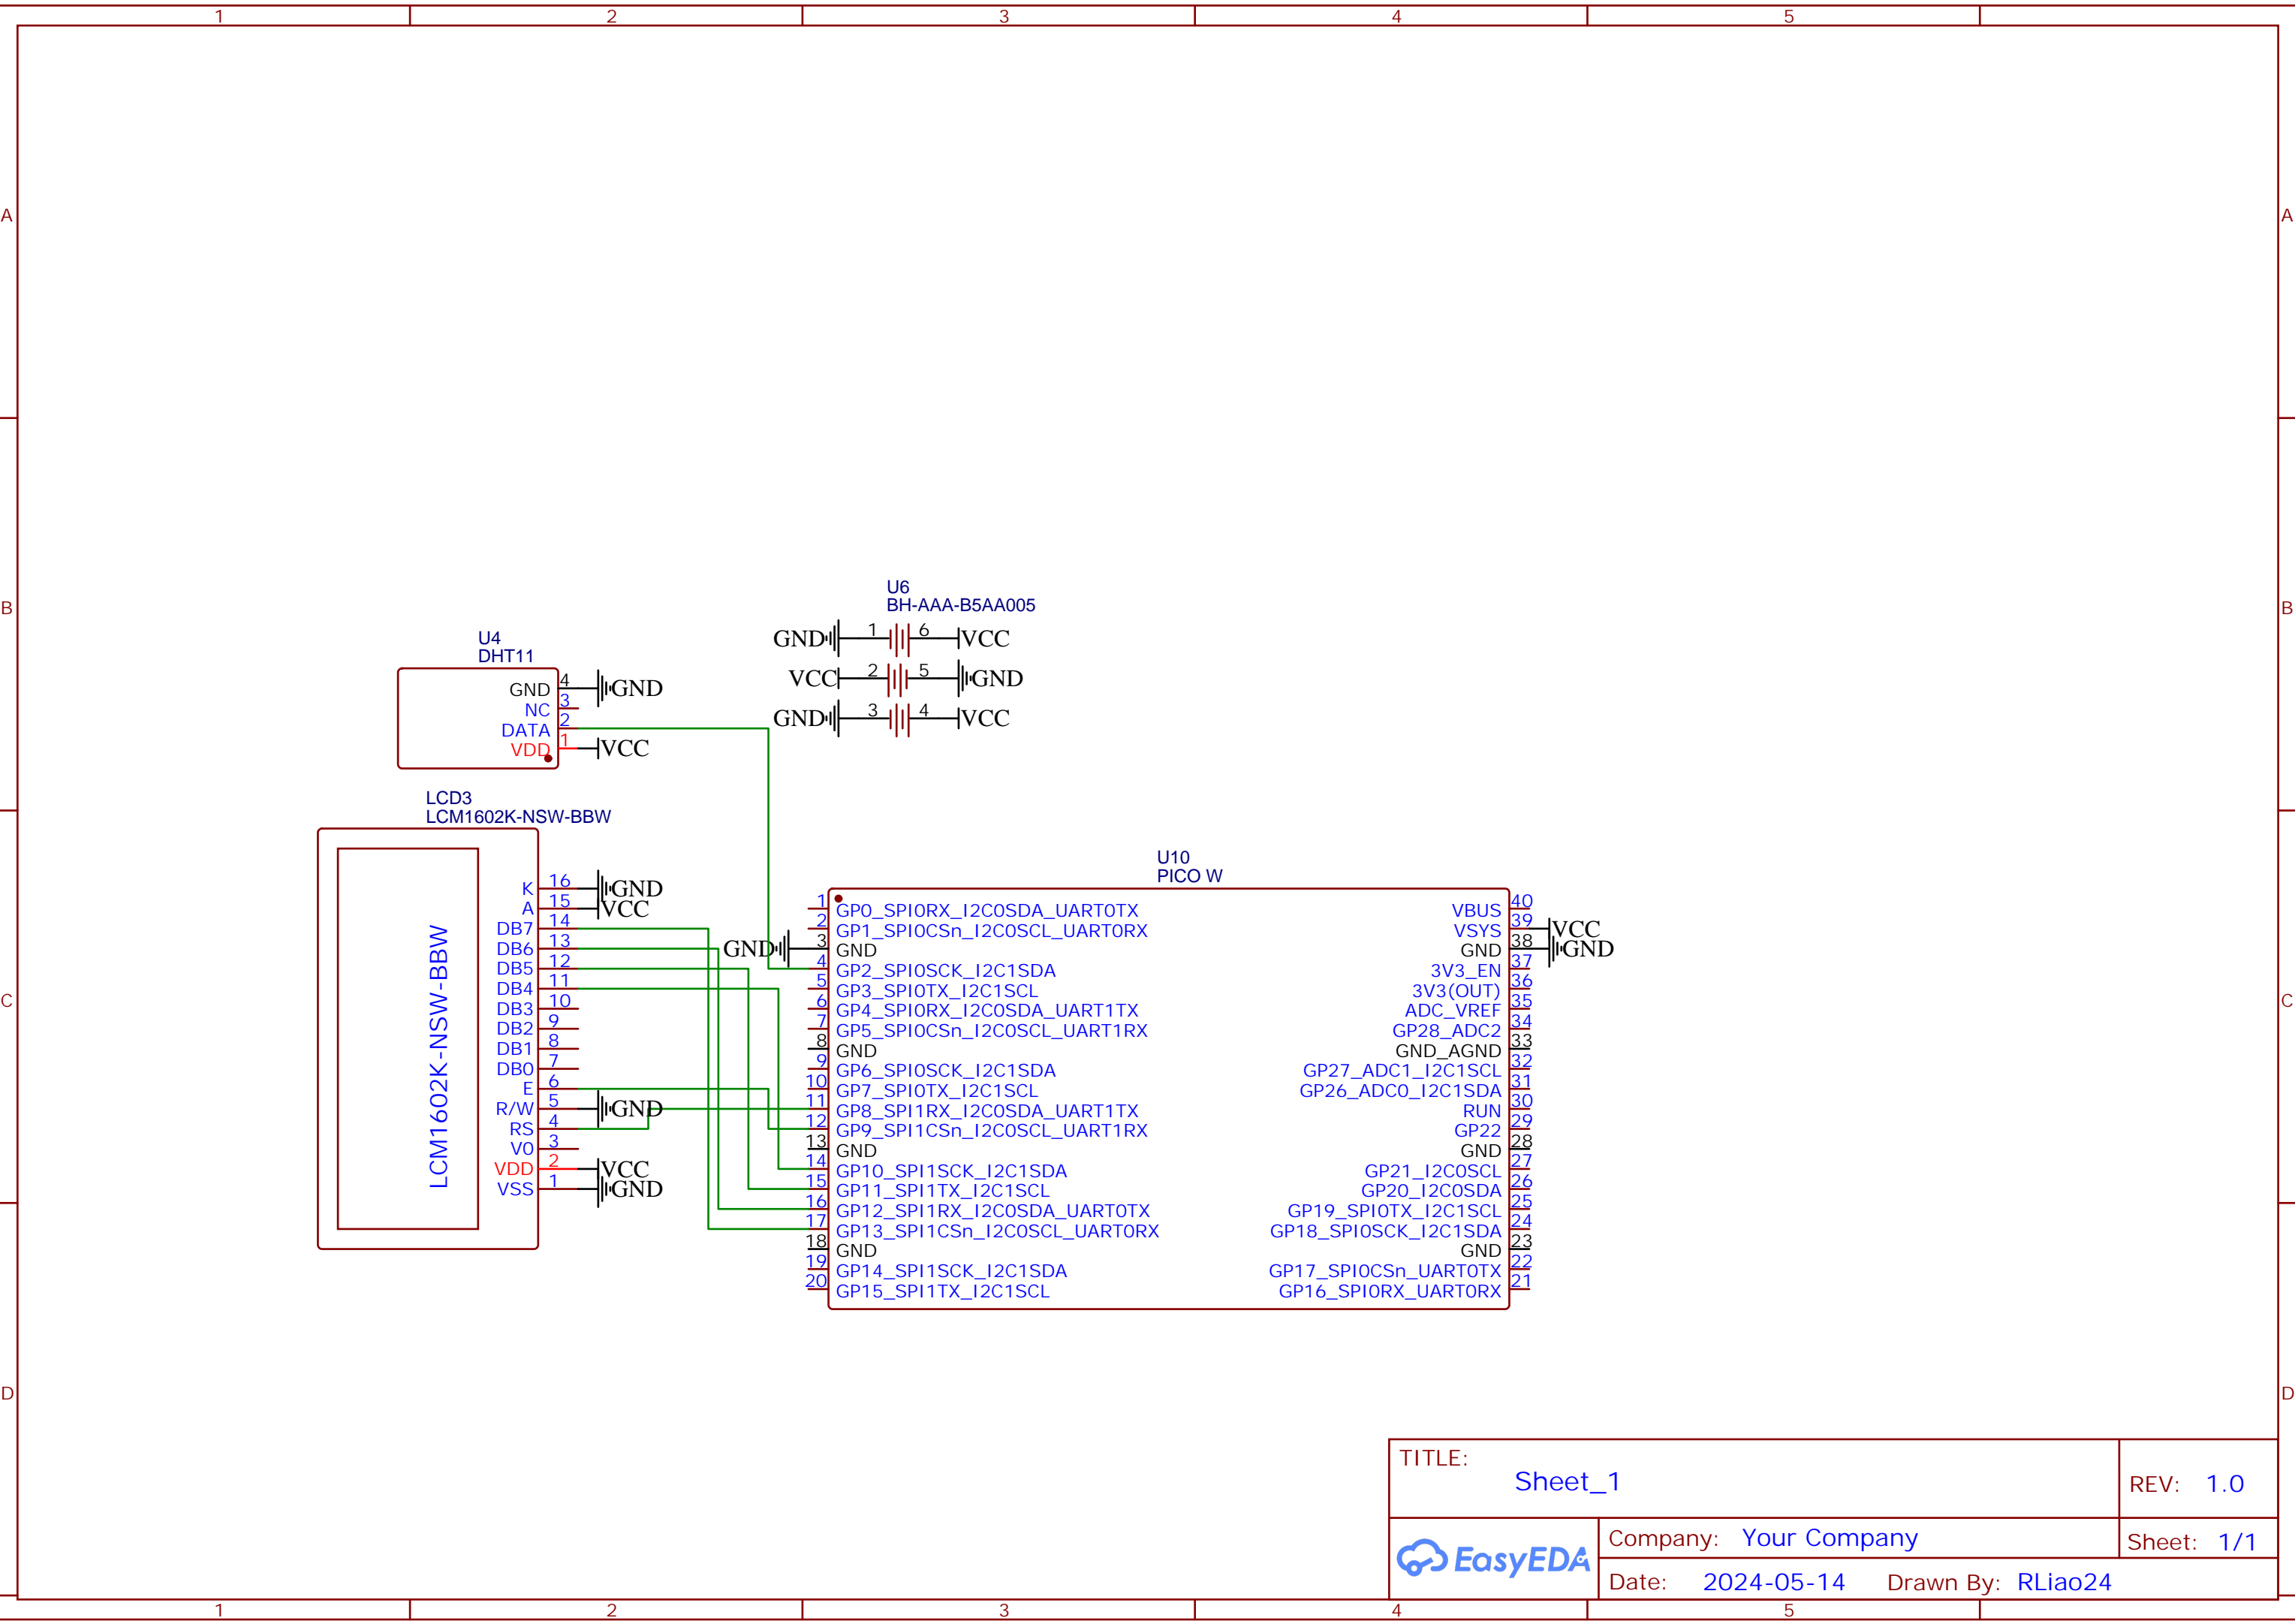 1 2 3 4 5
A A
B B
C C
D D
U6
BH-AAA-B5AA005
GND 1 6 VCC
VCC 2 5 GND
GND 3 4 VCC
U4
DHT11
GND 4 GND
NC 3
DATA 2
VDD 1 VCC
LCD3
LCM1602K-NSW-BBW
LCM1602K-NSW-BBW
K 16 GND
A 15 VCC
DB7 14
DB6 13
DB5 12
DB4 11
DB3 10
DB2 9
DB1 8
DB0 7
E 6
R/W 5 GND
RS 4
V0 3
VDD 2 VCC
VSS 1 GND
U10
PICO W
1 GP0_SPI0RX_I2C0SDA_UART0TX VBUS 40
2 GP1_SPI0CSn_I2C0SCL_UART0RX VSYS 39 VCC
GND 3 GND GND 38 GND
4 GP2_SPI0SCK_I2C1SDA 3V3_EN 37
5 GP3_SPI0TX_I2C1SCL 3V3(OUT) 36
6 GP4_SPI0RX_I2C0SDA_UART1TX ADC_VREF 35
7 GP5_SPI0CSn_I2C0SCL_UART1RX GP28_ADC2 34
8 GND GND_AGND 33
9 GP6_SPI0SCK_I2C1SDA GP27_ADC1_I2C1SCL 32
10 GP7_SPI0TX_I2C1SCL GP26_ADC0_I2C1SDA 31
11 GP8_SPI1RX_I2C0SDA_UART1TX RUN 30
12 GP9_SPI1CSn_I2C0SCL_UART1RX GP22 29
13 GND GND 28
14 GP10_SPI1SCK_I2C1SDA GP21_I2C0SCL 27
15 GP11_SPI1TX_I2C1SCL GP20_I2C0SDA 26
16 GP12_SPI1RX_I2C0SDA_UART0TX GP19_SPI0TX_I2C1SCL 25
17 GP13_SPI1CSn_I2C0SCL_UART0RX GP18_SPI0SCK_I2C1SDA 24
18 GND GND 23
19 GP14_SPI1SCK_I2C1SDA GP17_SPI0CSn_UART0TX 22
20 GP15_SPI1TX_I2C1SCL GP16_SPI0RX_UART0RX 21
TITLE:
Sheet_1
REV: 1.0
EasyEDA
Company: Your Company
Sheet: 1/1
Date: 2024-05-14 Drawn By: RLiao24
1 2 3 4 5